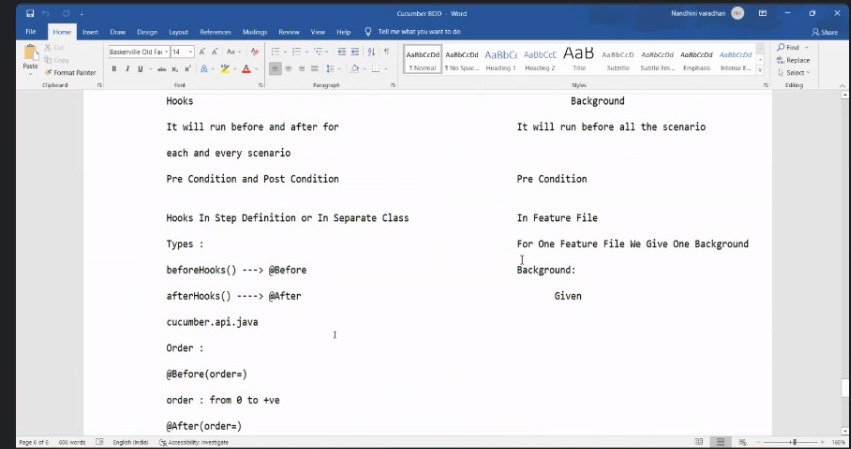 Cucumber BDD - Word
Nandhini varadhan
File Home Insert Draw Design Layout References Mailings Review View Help Tell me what you want to do
Share
Paste
Cut
Copy
Format Painter
Clipboard
Baskerville Old Fa 14
Font
Paragraph
AaBbCcDd AaBbCcDd AaBbC AaBbCcC AaB AaBbCcD AaBbCcDd AaBbCcDd AaBbCcDd
¶ Normal ¶ No Spac... Heading 1 Heading 2 Title Subtitle Subtle Em... Emphasis Intense E...
Styles
Find
Replace
Select
Editing
Hooks
Background
It will run before and after for
It will run before all the scenario
each and every scenario
Pre Condition and Post Condition
Pre Condition
Hooks In Step Definition or In Separate Class
In Feature File
Types :
For One Feature File We Give One Background
beforeHooks() ---> @Before
Background:
afterHooks() ----> @After
Given
cucumber.api.java
Order :
@Before(order=)
order : from 0 to +ve
@After(order=)
Page 6 of 6 606 words English (India) Accessibility: Investigate
160%